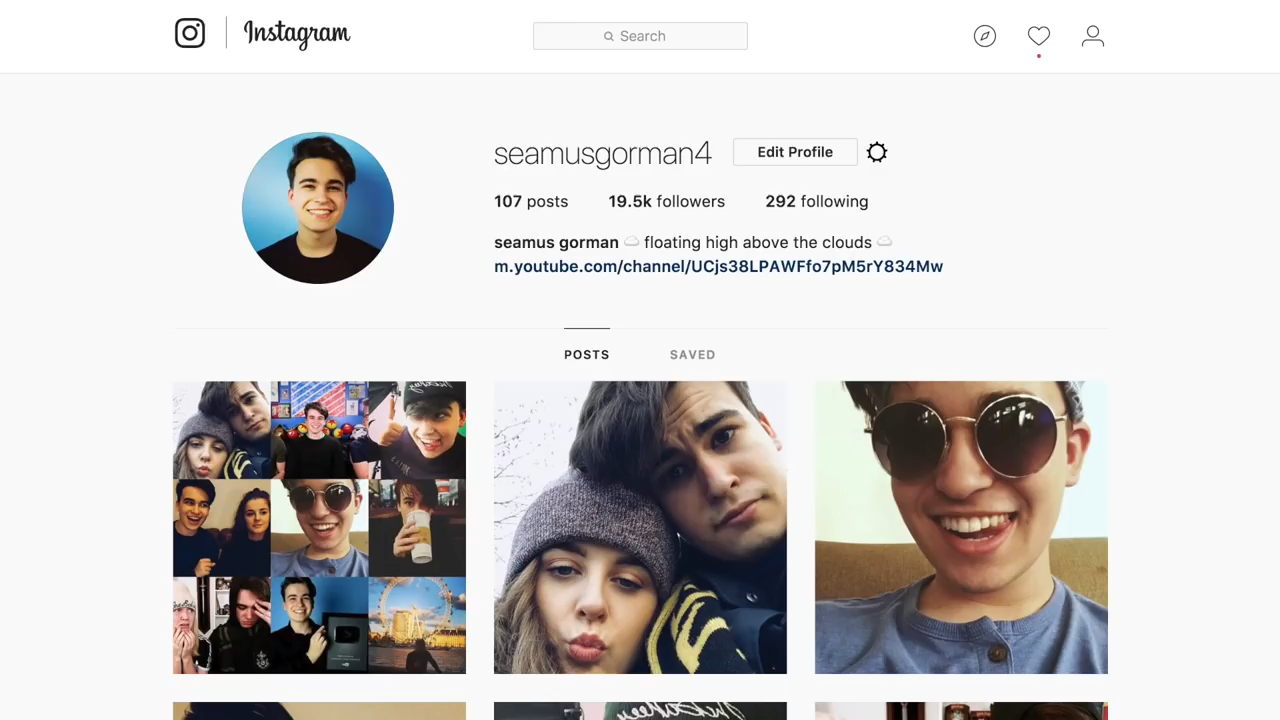 Instagram
Search
seamusgorman4 Edit Profile
107 posts 19.5k followers 292 following
seamus gorman ☁️ floating high above the clouds ☁️
m.youtube.com/channel/UCjs38LPAWFfo7pM5rY834Mw
POSTS SAVED